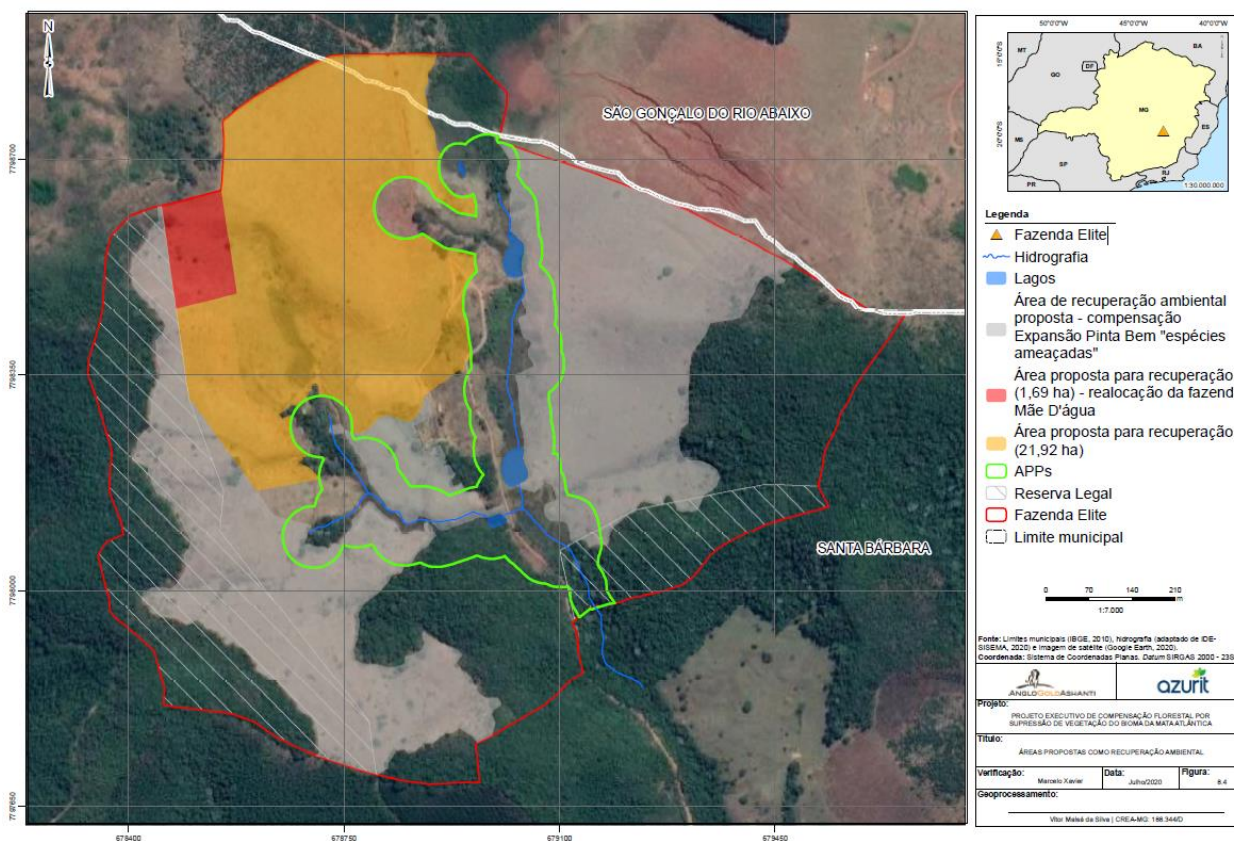 N
SÃO GONÇALO DO RIO ABAIXO
SANTA BÁRBARA
7798700
7798350
7798000
7797650
678400
678750
679100
679450
50°0'0"W
45°0'0"W
40°0'0"W
15°0'0"S
20°0'0"S
MT
GO
DF
BA
MG
MS
ES
SP
RJ
PR
1:30.000.000
Legenda
Fazenda Elite
Hidrografia
Lagos
Área de recuperação ambiental
proposta - compensação
Expansão Pinta Bem "espécies
ameaçadas"
Área proposta para recuperação
(1,69 ha) - realocação da fazend
Mãe D'água
Área proposta para recuperação
(21,92 ha)
APPs
Reserva Legal
Fazenda Elite
Limite municipal
0 70 140 210
m
1:7.000
Fonte: Limites municipais (IBGE, 2010), hidrografia (adaptado de IDE-
SISEMA, 2020) e imagem de satélite (Google Earth, 2020).
Coordenada: Sistema de Coordenadas Planas. Datum SIRGAS 2000 - 23S
ANGLOGOLDASHANTI
azurit
Projeto:
PROJETO EXECUTIVO DE COMPENSAÇÃO FLORESTAL POR
SUPRESSÃO DE VEGETAÇÃO DO BIOMA DA MATA ATLÂNTICA
Título:
ÁREAS PROPOSTAS COMO RECUPERAÇÃO AMBIENTAL
Verificação: Marcelo Xavier
Data: Julho/2020
Figura: 8.4
Geoprocessamento:
Vitor da Silva | CREA-MG: 188.344/D